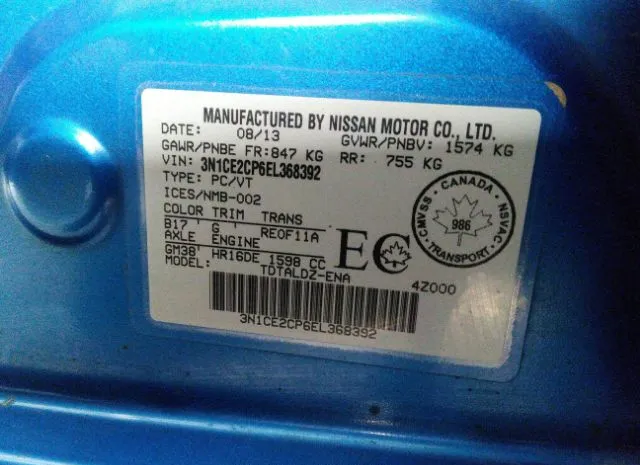 MANUFACTURED BY NISSAN MOTOR CO., LTD.
DATE: 08/13 GVWR/PNBV: 1574 KG
GAWR/PNBE FR:847 KG RR: 755 KG
VIN: 3N1CE2CP6EL368392
TYPE: PC/VT
ICES/NMB-002
COLOR TRIM TRANS
B17 G RE0F11A
AXLE ENGINE
GM38 HR16DE 1598 CC
MODEL: TDTALDZ-ENA
EC
4Z000
3N1CE2CP6EL368392
CANADA
CMVSS NSVAC
986
TRANSPORT